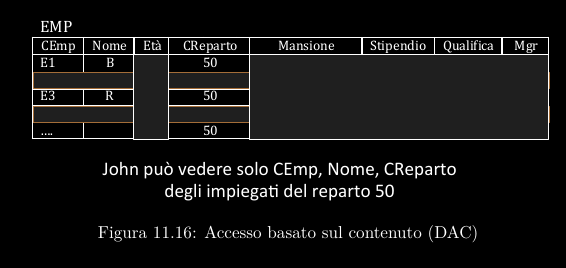 EMP
CEmp Nome Età CReparto Mansione Stipendio Qualifica Mgr
E1 B 50
E3 R 50
.... 50
John può vedere solo CEmp, Nome, CReparto
degli impiegati del reparto 50
Figura 11.16: Accesso basato sul contenuto (DAC)